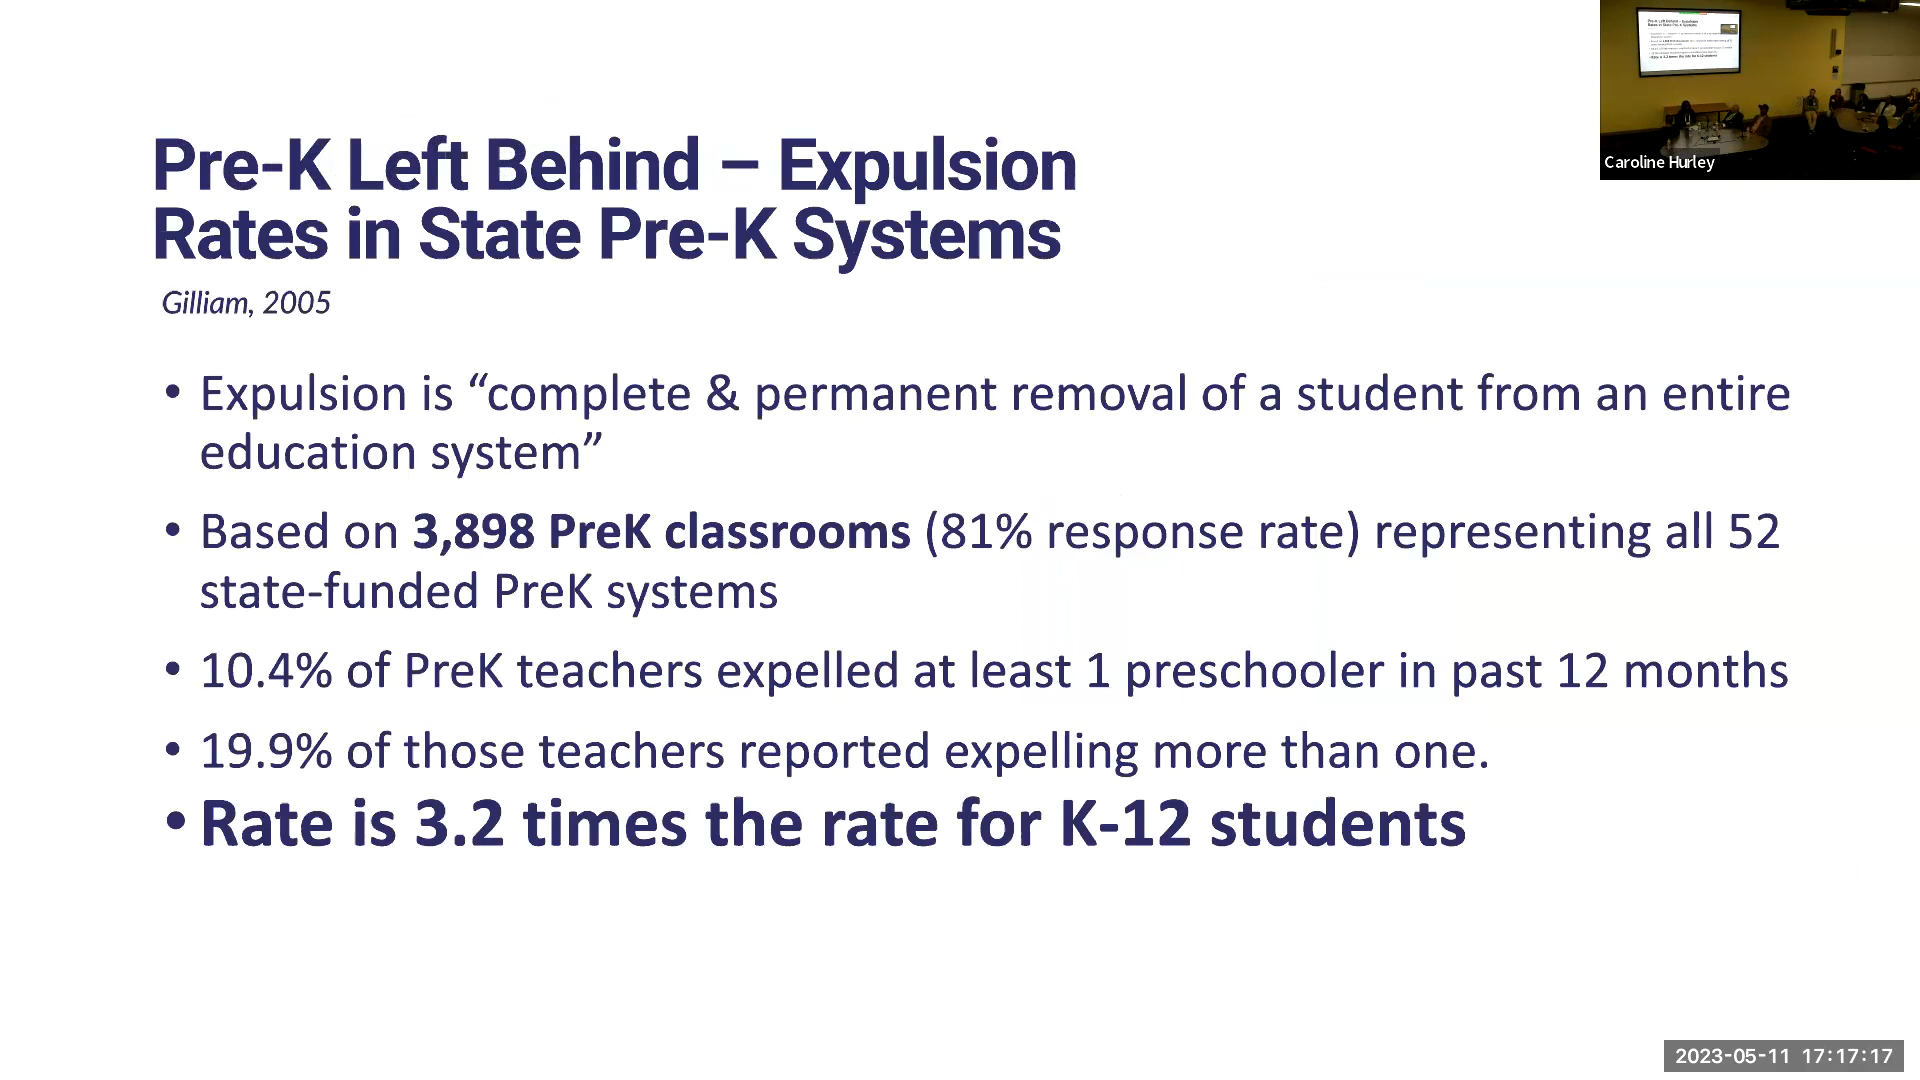 Pre-K Left Behind – Expulsion
Rates in State Pre-K Systems
Gilliam, 2005
• Expulsion is “complete & permanent removal of a student from an entire
education system”
• Based on 3,898 PreK classrooms (81% response rate) representing all 52
state-funded PreK systems
• 10.4% of PreK teachers expelled at least 1 preschooler in past 12 months
• 19.9% of those teachers reported expelling more than one.
• Rate is 3.2 times the rate for K-12 students
Caroline Hurley
2023-05-11 17:17:17